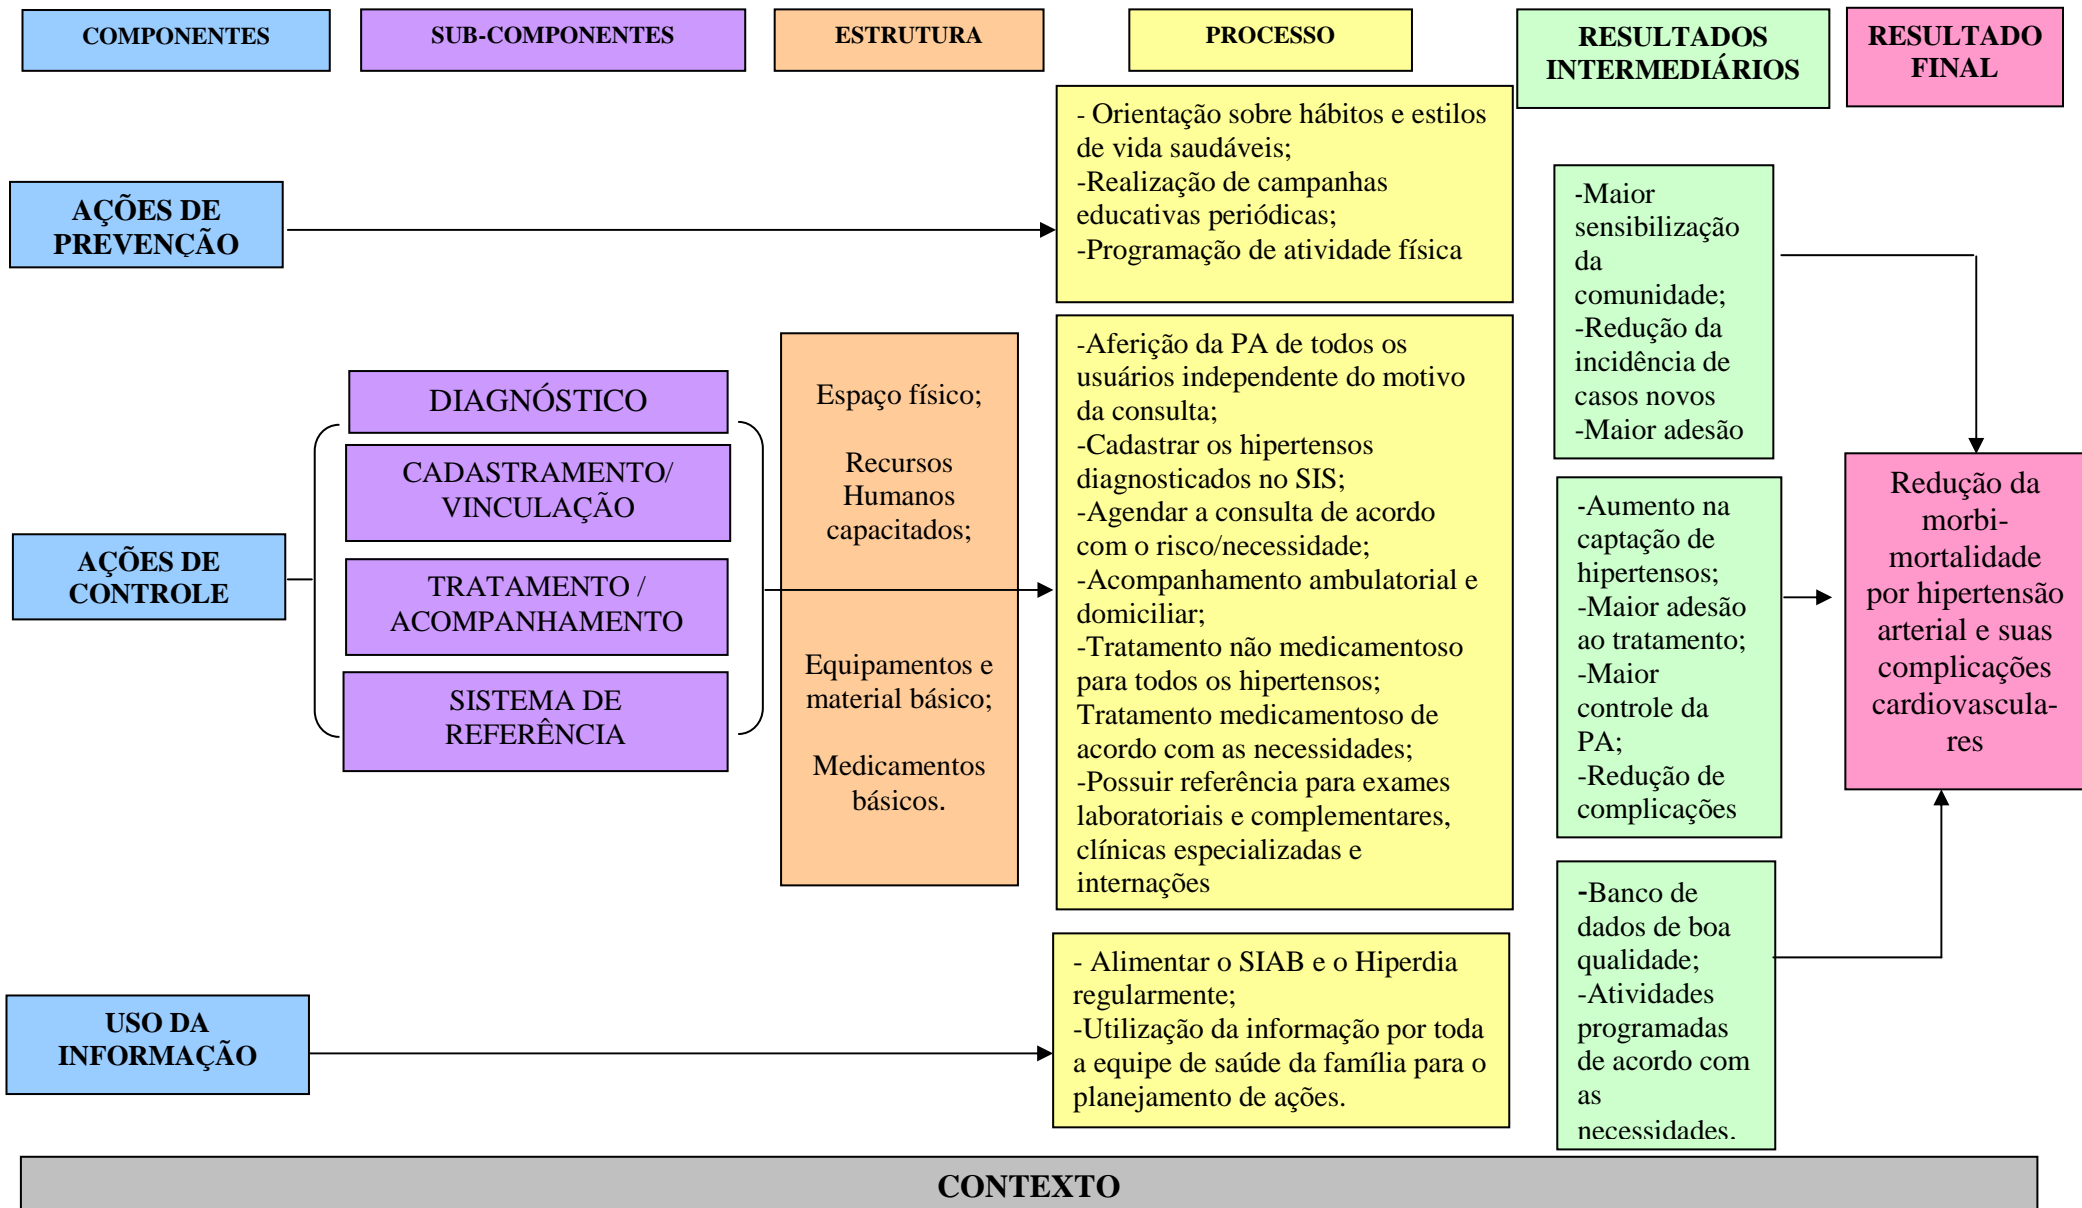 COMPONENTES
SUB-COMPONENTES
ESTRUTURA
PROCESSO
RESULTADOS
INTERMEDIÁRIOS
RESULTADO
FINAL
AÇÕES DE
PREVENÇÃO
- Orientação sobre hábitos e estilos
de vida saudáveis;
-Realização de campanhas
educativas periódicas;
-Programação de atividade física
-Maior
sensibilização
da
comunidade;
-Redução da
incidência de
casos novos
-Maior adesão
AÇÕES DE
CONTROLE
DIAGNÓSTICO
CADASTRAMENTO/
VINCULAÇÃO
TRATAMENTO /
ACOMPANHAMENTO
SISTEMA DE
REFERÊNCIA
Espaço físico;
Recursos
Humanos
capacitados;
Equipamentos e
material básico;
Medicamentos
básicos.
-Aferição da PA de todos os
usuários independente do motivo
da consulta;
-Cadastrar os hipertensos
diagnosticados no SIS;
-Agendar a consulta de acordo
com o risco/necessidade;
-Acompanhamento ambulatorial e
domiciliar;
-Tratamento não medicamentoso
para todos os hipertensos;
Tratamento medicamentoso de
acordo com as necessidades;
-Possuir referência para exames
laboratoriais e complementares,
clínicas especializadas e
internações
-Aumento na
captação de
hipertensos;
-Maior adesão
ao tratamento;
-Maior
controle da
PA;
-Redução de
complicações
Redução da
morbi-
mortalidade
por hipertensão
arterial e suas
complicações
cardiovascula-
res
USO DA
INFORMAÇÃO
- Alimentar o SIAB e o Hiperdia
regularmente;
-Utilização da informação por toda
a equipe de saúde da família para o
planejamento de ações.
-Banco de
dados de boa
qualidade;
-Atividades
programadas
de acordo com
as
necessidades.
CONTEXTO